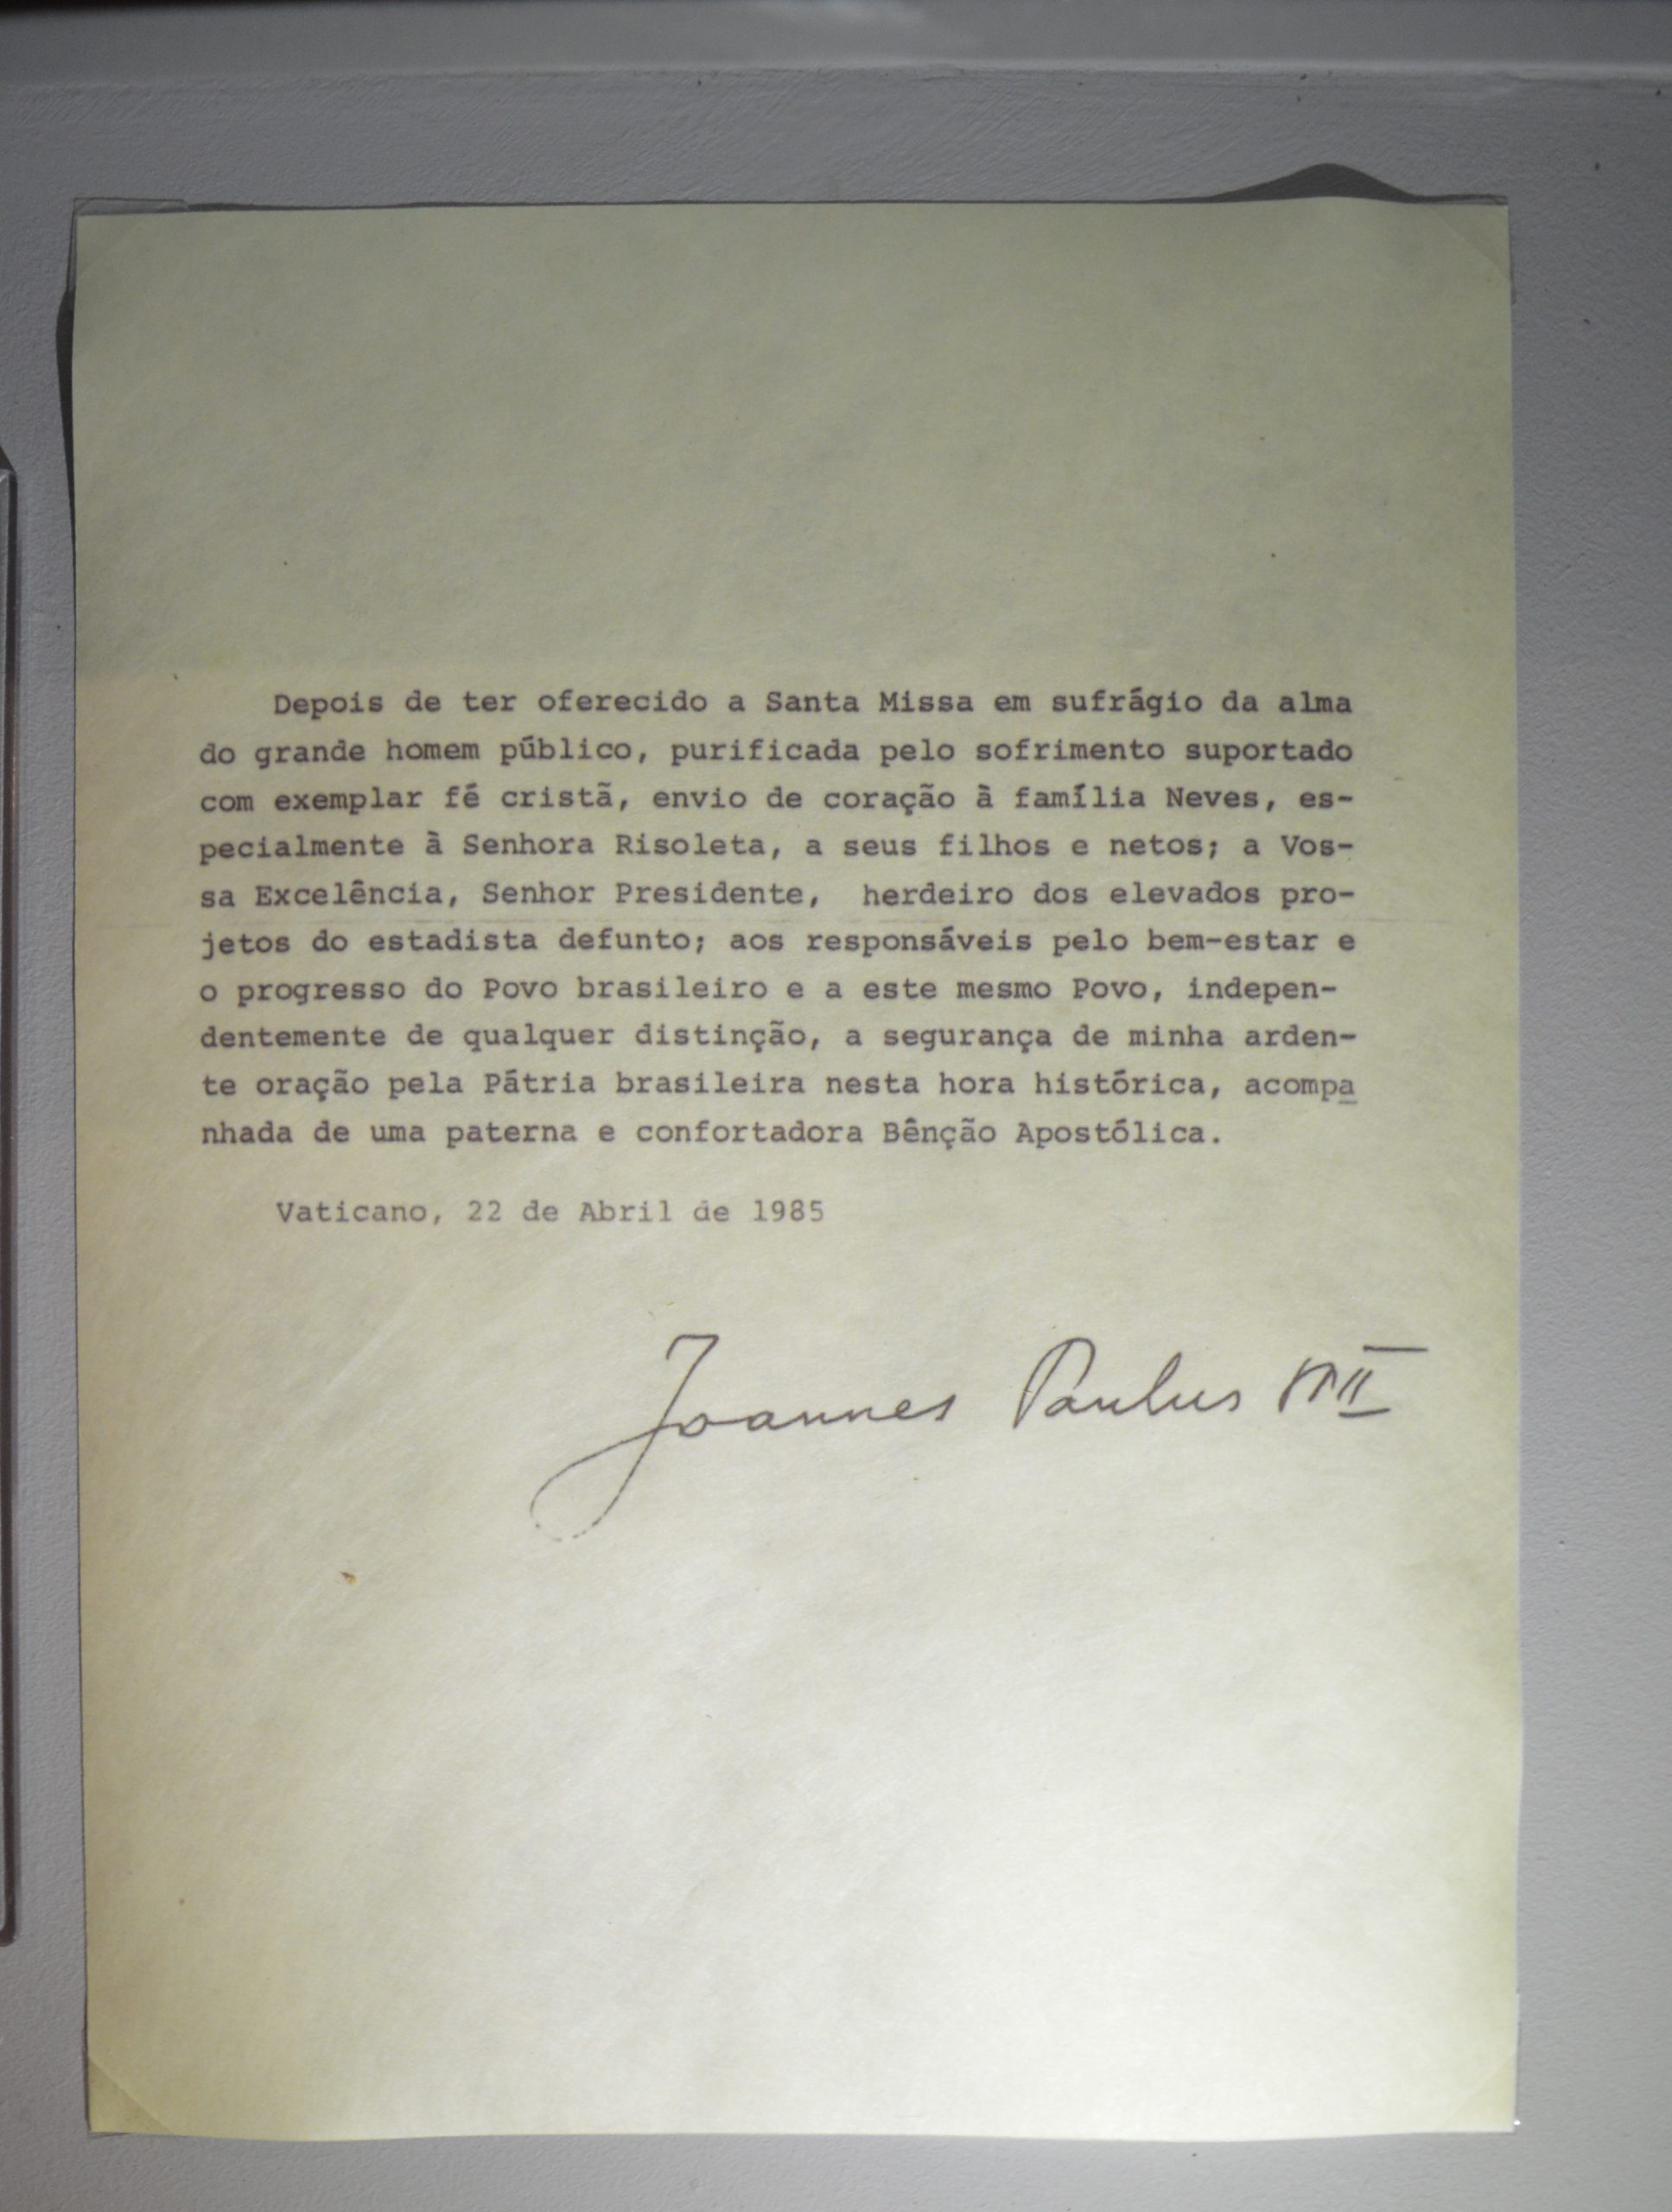 Depois de ter oferecido a Santa Missa em sufrágio da alma
do grande homem público, purificada pelo sofrimento suportado
com exemplar fé cristã, envio de coração à família Neves, es-
pecialmente à Senhora Risoleta, a seus filhos e netos; a Vos-
sa Excelência, Senhor Presidente, herdeiro dos elevados pro-
jetos do estadista defunto; aos responsáveis pelo bem-estar e
o progresso do Povo brasileiro e a este mesmo Povo, indepen-
dentemente de qualquer distinção, a segurança de minha arden-
te oração pela Pátria brasileira nesta hora histórica, acompa
nhada de uma paterna e confortadora Bênção Apostólica.
Vaticano, 22 de Abril de 1985
Joannes Paulus PP II